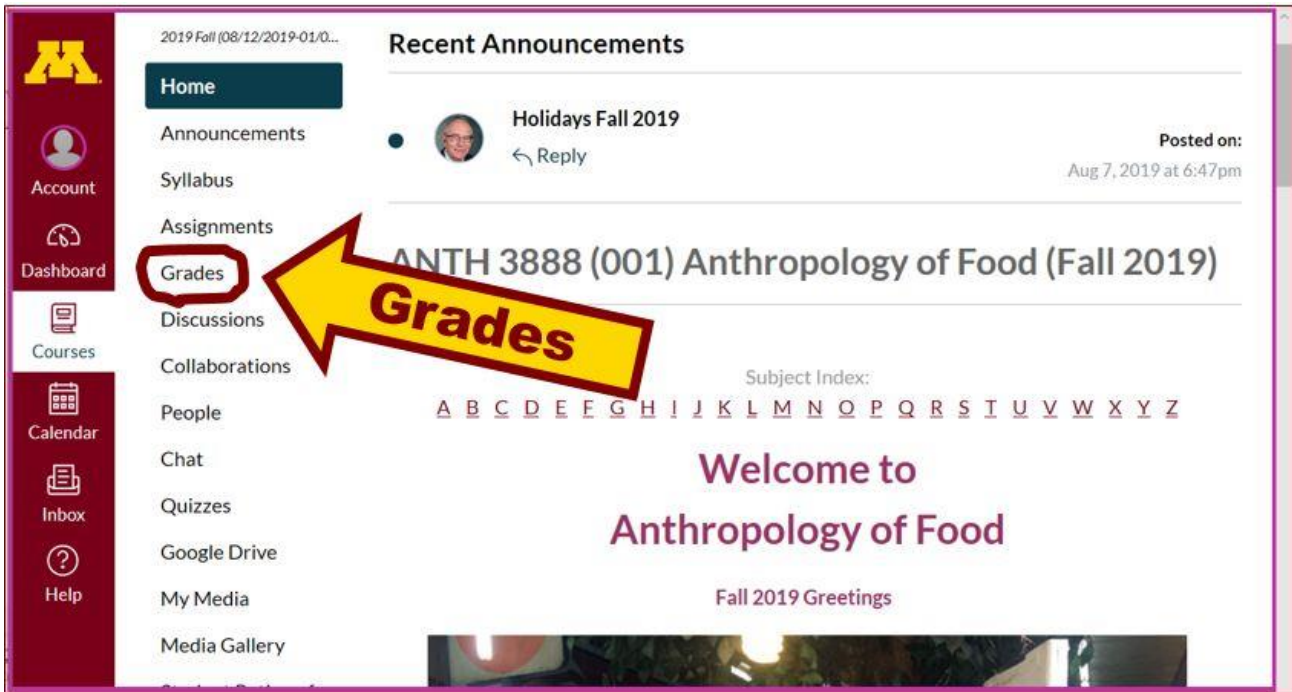 M
Account
Dashboard
Courses
Calendar
Inbox
Help
2019 Fall (08/12/2019-01/0...
Home
Announcements
Syllabus
Assignments
Grades
Discussions
Collaborations
People
Chat
Quizzes
Google Drive
My Media
Media Gallery
Grades
Recent Announcements
Holidays Fall 2019
Reply
Posted on:
Aug 7, 2019 at 6:47pm
ANTH 3888 (001) Anthropology of Food (Fall 2019)
Subject Index:
A B C D E F G H I J K L M N O P Q R S T U V W X Y Z
Welcome to
Anthropology of Food
Fall 2019 Greetings